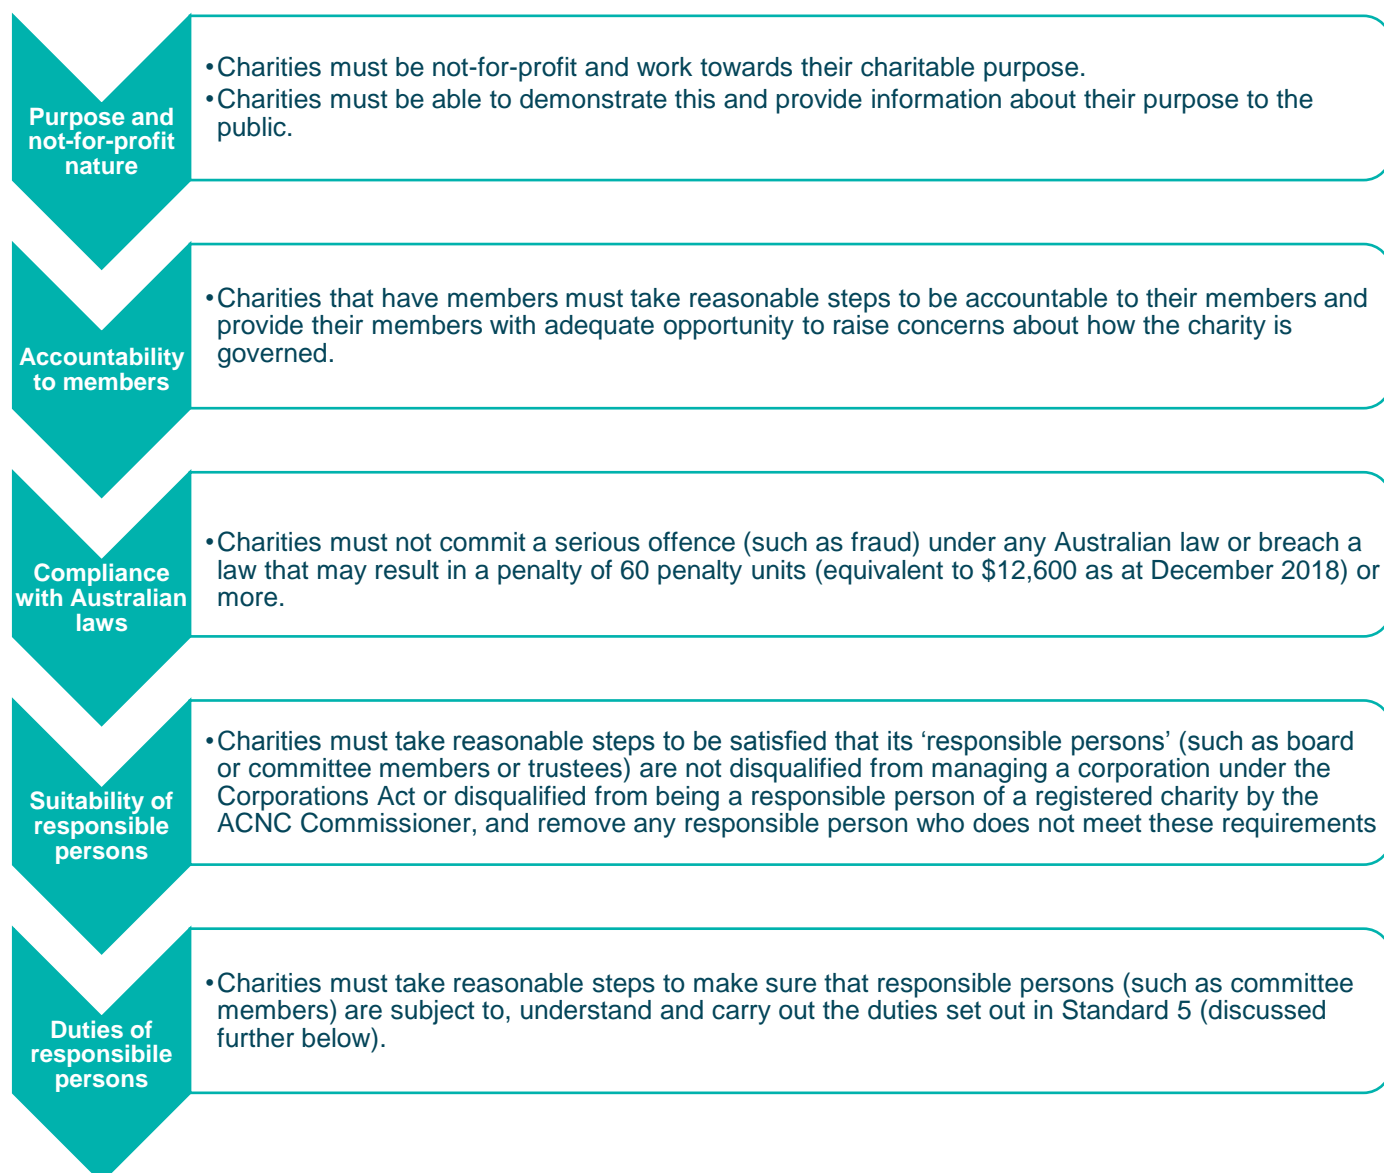 Purpose and
not-for-profit
nature
•Charities must be not-for-profit and work towards their charitable purpose.
•Charities must be able to demonstrate this and provide information about their purpose to the
public.
Accountability
to members
•Charities that have members must take reasonable steps to be accountable to their members and
provide their members with adequate opportunity to raise concerns about how the charity is
governed.
Compliance
with Australian
laws
•Charities must not commit a serious offence (such as fraud) under any Australian law or breach a
law that may result in a penalty of 60 penalty units (equivalent to $12,600 as at December 2018) or
more.
Suitability of
responsible
persons
•Charities must take reasonable steps to be satisfied that its ‘responsible persons’ (such as board
or committee members or trustees) are not disqualified from managing a corporation under the
Corporations Act or disqualified from being a responsible person of a registered charity by the
ACNC Commissioner, and remove any responsible person who does not meet these requirements
Duties of
responsibile
persons
•Charities must take reasonable steps to make sure that responsible persons (such as committee
members) are subject to, understand and carry out the duties set out in Standard 5 (discussed
further below).